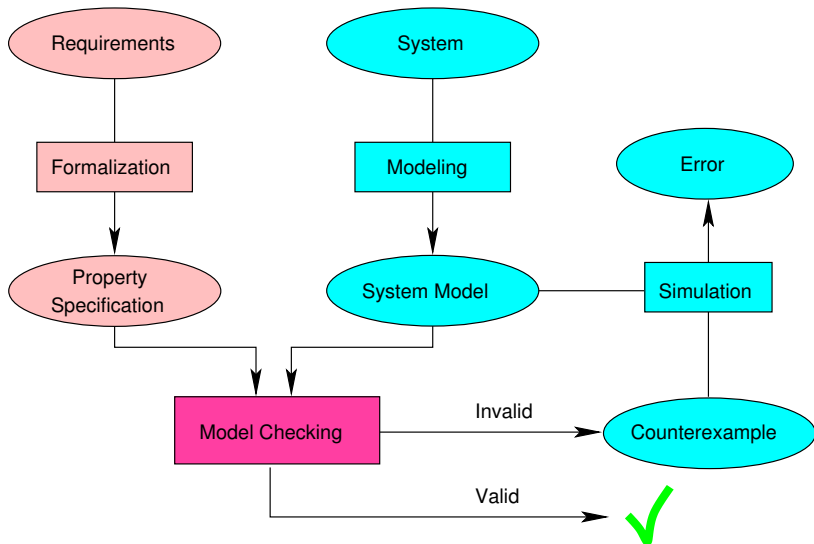 Requirements
System
Formalization
Modeling
Error
Property
Specification
System Model
Simulation
Model Checking
Invalid
Counterexample
Valid